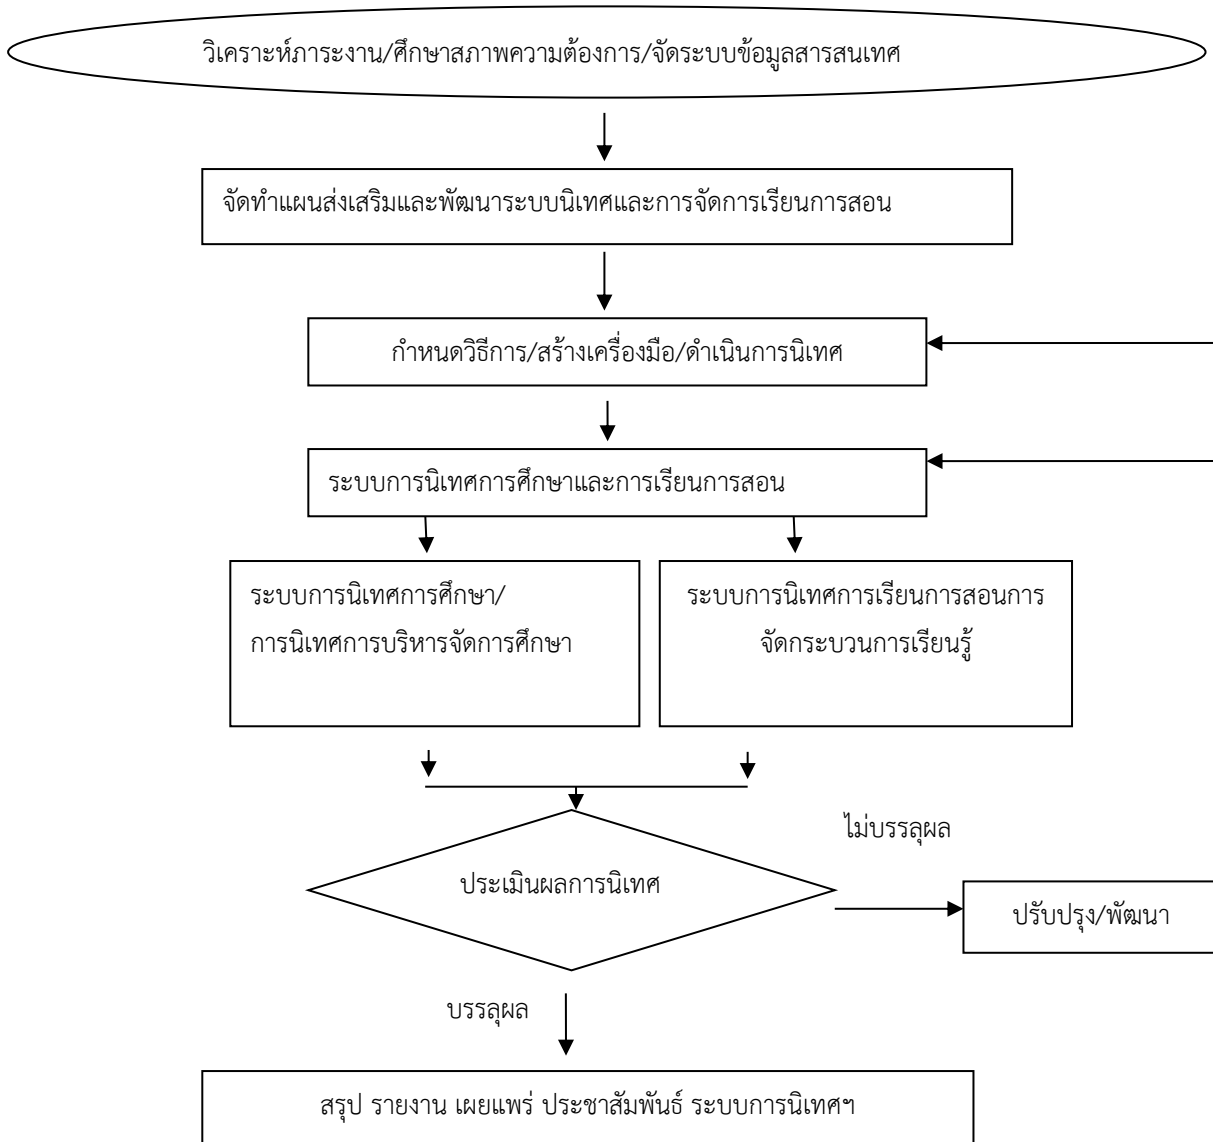 วิเคราะห์ภาระงาน/ศึกษาสภาพความต้องการ/จัดระบบข้อมูลสารสนเทศ
จัดทำแผนส่งเสริมและพัฒนาระบบนิเทศและการจัดการเรียนการสอน
กำหนดวิธีการ/สร้างเครื่องมือ/ดำเนินการนิเทศ
ระบบการนิเทศการศึกษาและการเรียนการสอน
ระบบการนิเทศการศึกษา/
การนิเทศการบริหารจัดการศึกษา
ระบบการนิเทศการเรียนการสอนการ
จัดกระบวนการเรียนรู้
ไม่บรรลุผล
ประเมินผลการนิเทศ
ปรับปรุง/พัฒนา
บรรลุผล
สรุป รายงาน เผยแพร่ ประชาสัมพันธ์ ระบบการนิเทศฯ